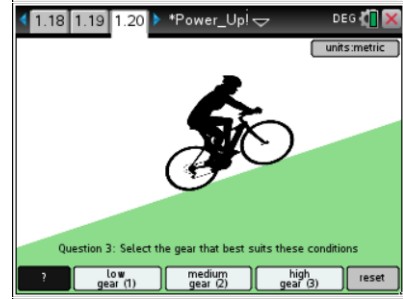 1.18 1.19 1.20 *Power_Up! DEG
units:metric
Question 3: Select the gear that best suits these conditions
? low gear (1) medium gear (2) high gear (3) reset